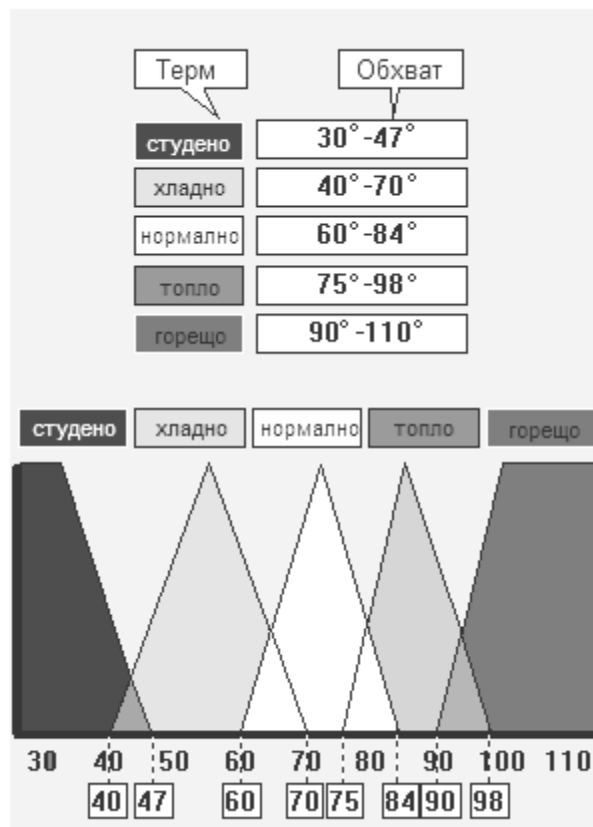 Терм Обхват
студено 30°-47°
хладно 40°-70°
нормално 60°-84°
топло 75°-98°
горещо 90°-110°
студено хладно нормално топло горещо
30 40 50 60 70 80 90 100 110
40 47 60 70 75 84 90 98